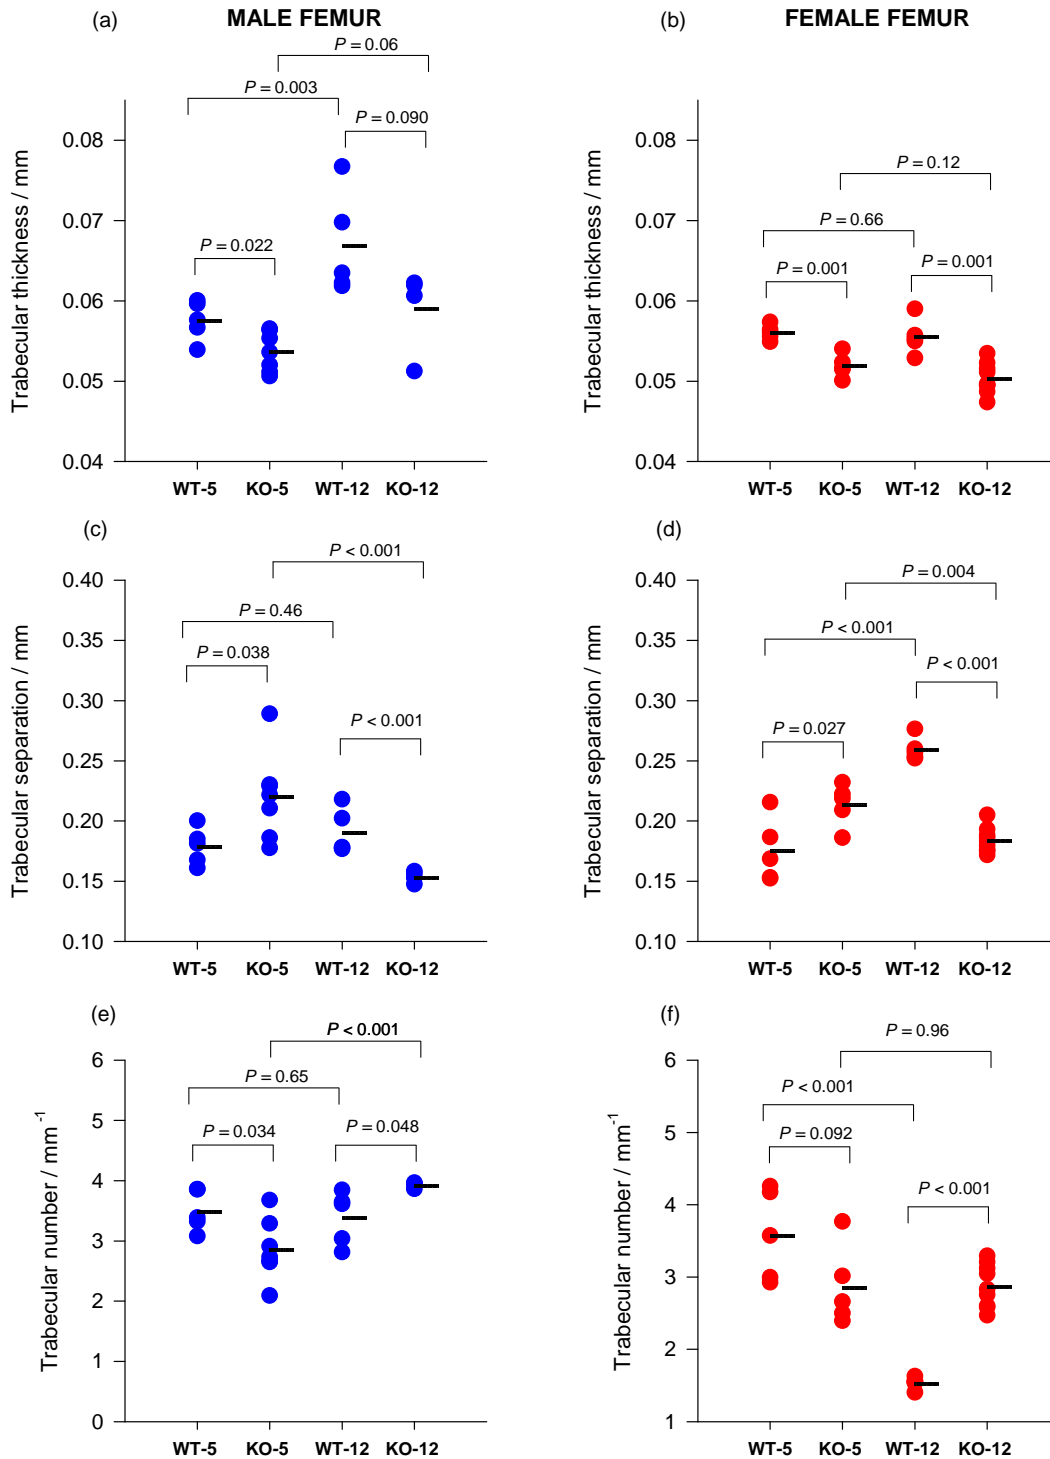 (a) MALE FEMUR
P = 0.06
P = 0.003
P = 0.090
P = 0.022
Trabecular thickness / mm
0.08
0.07
0.06
0.05
0.04
WT-5 KO-5 WT-12 KO-12
(b) FEMALE FEMUR
P = 0.12
P = 0.66
P = 0.001
P = 0.001
Trabecular thickness / mm
0.08
0.07
0.06
0.05
0.04
WT-5 KO-5 WT-12 KO-12
(c)
P < 0.001
P = 0.46
P = 0.038
P < 0.001
Trabecular separation / mm
0.40
0.35
0.30
0.25
0.20
0.15
0.10
WT-5 KO-5 WT-12 KO-12
(d)
P = 0.004
P < 0.001
P < 0.001
P = 0.027
Trabecular separation / mm
0.40
0.35
0.30
0.25
0.20
0.15
0.10
WT-5 KO-5 WT-12 KO-12
(e)
P < 0.001
P = 0.65
P = 0.034
P = 0.048
Trabecular number / mm⁻¹
6
5
4
3
2
1
0
WT-5 KO-5 WT-12 KO-12
(f)
P = 0.96
P < 0.001
P = 0.092
P < 0.001
Trabecular number / mm⁻¹
6
5
4
3
2
1
WT-5 KO-5 WT-12 KO-12